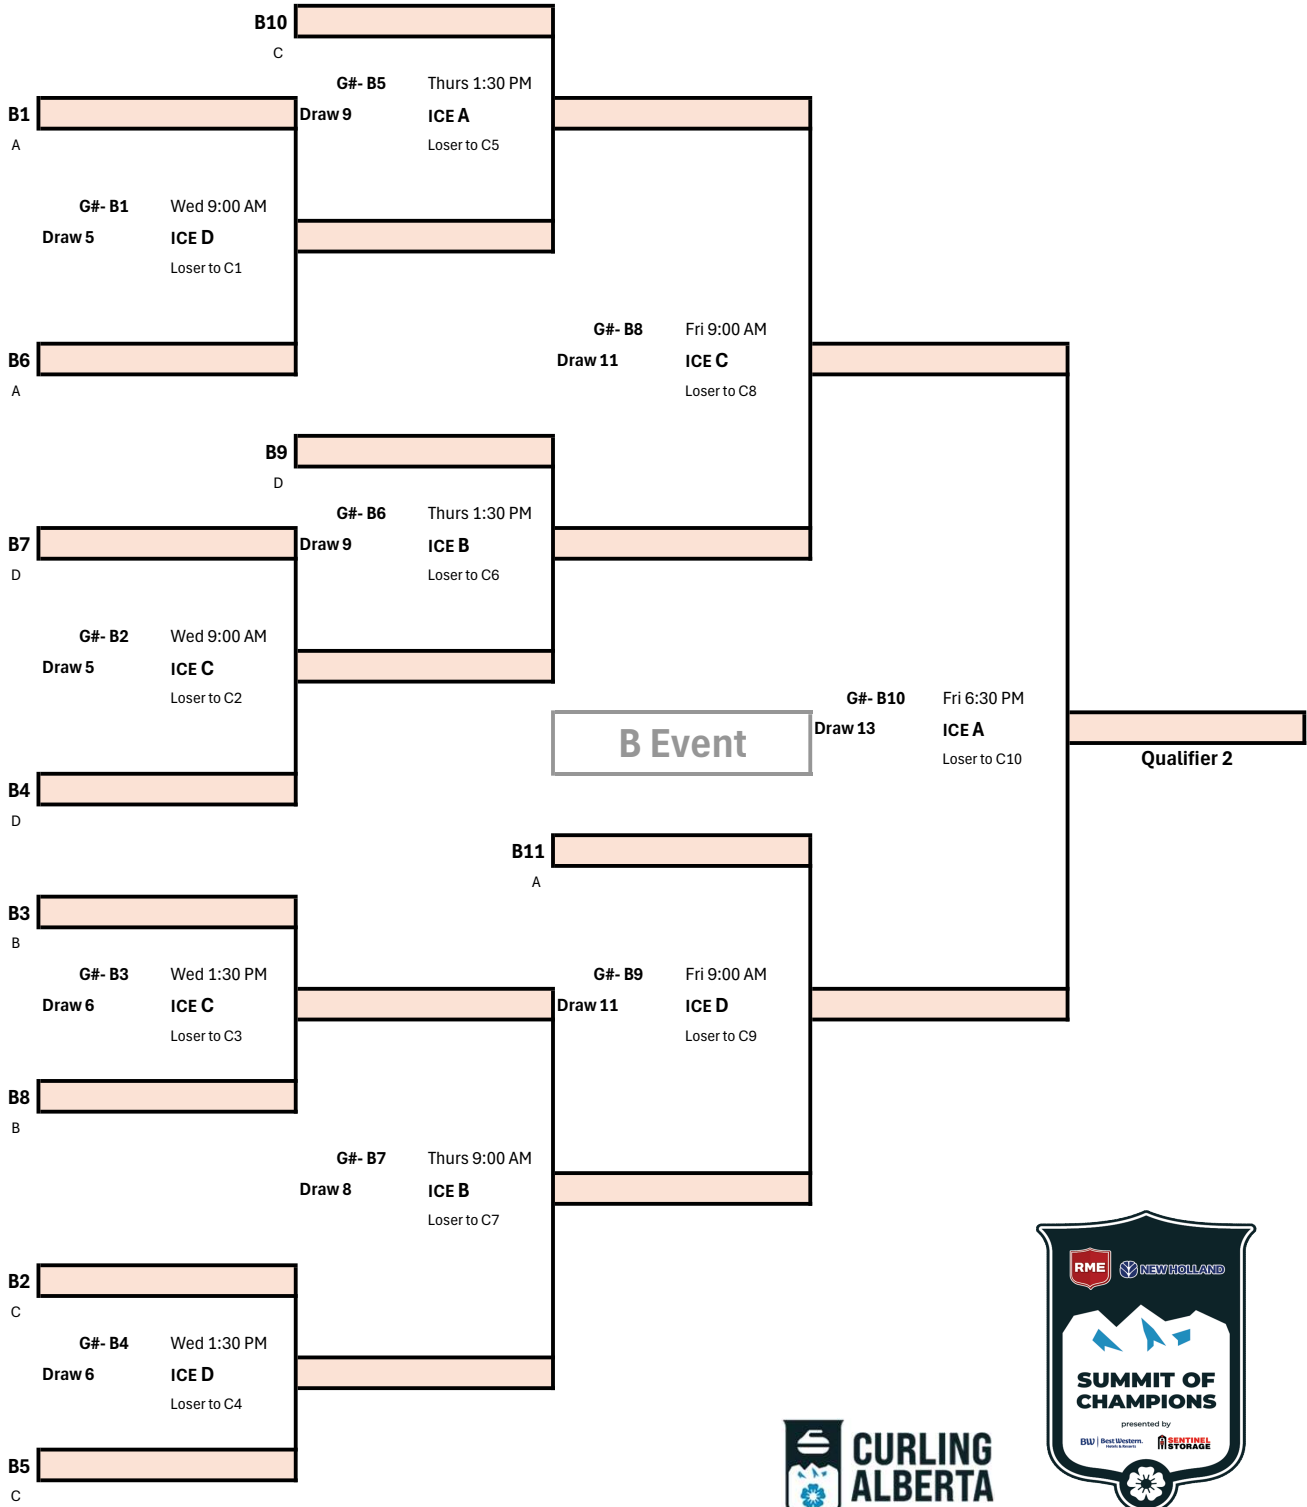 B10
C
G#- B5 Thurs 1:30 PM
B1
Draw 9 ICE A
A
Loser to C5
G#- B1 Wed 9:00 AM
Draw 5 ICE D
Loser to C1
G#- B8 Fri 9:00 AM
B6
Draw 11 ICE C
A
Loser to C8
B9
D
G#- B6 Thurs 1:30 PM
B7
Draw 9 ICE B
D
Loser to C6
G#- B2 Wed 9:00 AM
Draw 5 ICE C
Loser to C2
G#- B10 Fri 6:30 PM
B Event
Draw 13 ICE A
Loser to C10
Qualifier 2
B4
D
B11
A
B3
B
G#- B3 Wed 1:30 PM
G#- B9 Fri 9:00 AM
Draw 6 ICE C
Draw 11 ICE D
Loser to C3
Loser to C9
B8
B
G#- B7 Thurs 9:00 AM
Draw 8 ICE B
Loser to C7
B2
C
G#- B4 Wed 1:30 PM
Draw 6 ICE D
Loser to C4
B5
C
RME NEW HOLLAND
SUMMIT OF
CHAMPIONS
presented by
BW Best Western.
Hotels & Resorts
SENTINEL
STORAGE
CURLING
ALBERTA